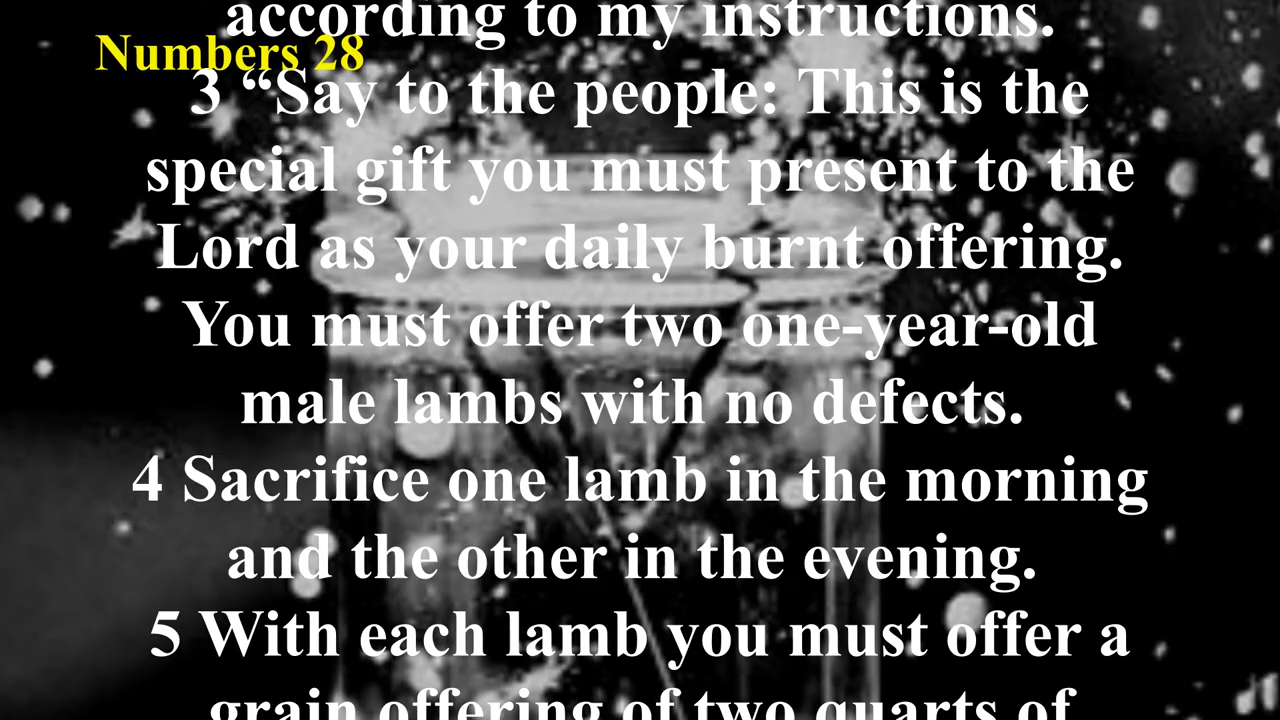 according to my instructions.
Numbers 28
3 “Say to the people: This is the
special gift you must present to the
Lord as your daily burnt offering.
You must offer two one-year-old
male lambs with no defects.
4 Sacrifice one lamb in the morning
and the other in the evening.
5 With each lamb you must offer a
grain offering of two quarts of